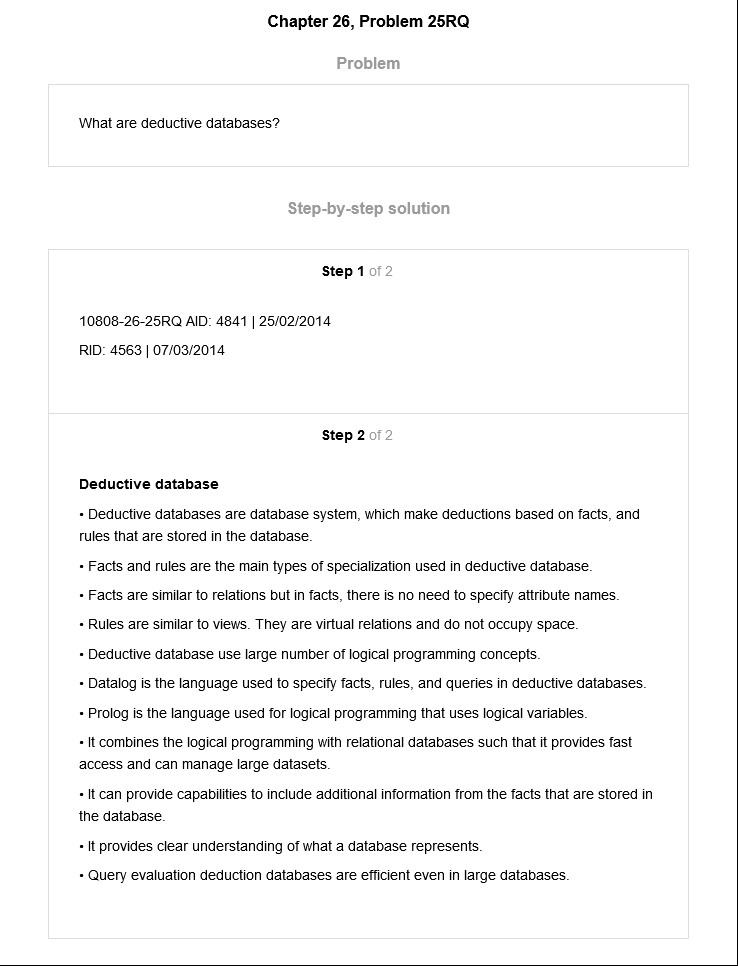 Chapter 26, Problem 25RQ
Problem
What are deductive databases?
Step-by-step solution
Step 1 of 2
10808-26-25RQ AID: 4841 | 25/02/2014
RID: 4563 | 07/03/2014
Step 2 of 2
Deductive database
• Deductive databases are database system, which make deductions based on facts, and
rules that are stored in the database.
• Facts and rules are the main types of specialization used in deductive database.
• Facts are similar to relations but in facts, there is no need to specify attribute names.
• Rules are similar to views. They are virtual relations and do not occupy space.
• Deductive database use large number of logical programming concepts.
• Datalog is the language used to specify facts, rules, and queries in deductive databases.
• Prolog is the language used for logical programming that uses logical variables.
• It combines the logical programming with relational databases such that it provides fast
access and can manage large datasets.
• It can provide capabilities to include additional information from the facts that are stored in
the database.
• It provides clear understanding of what a database represents.
• Query evaluation deduction databases are efficient even in large databases.